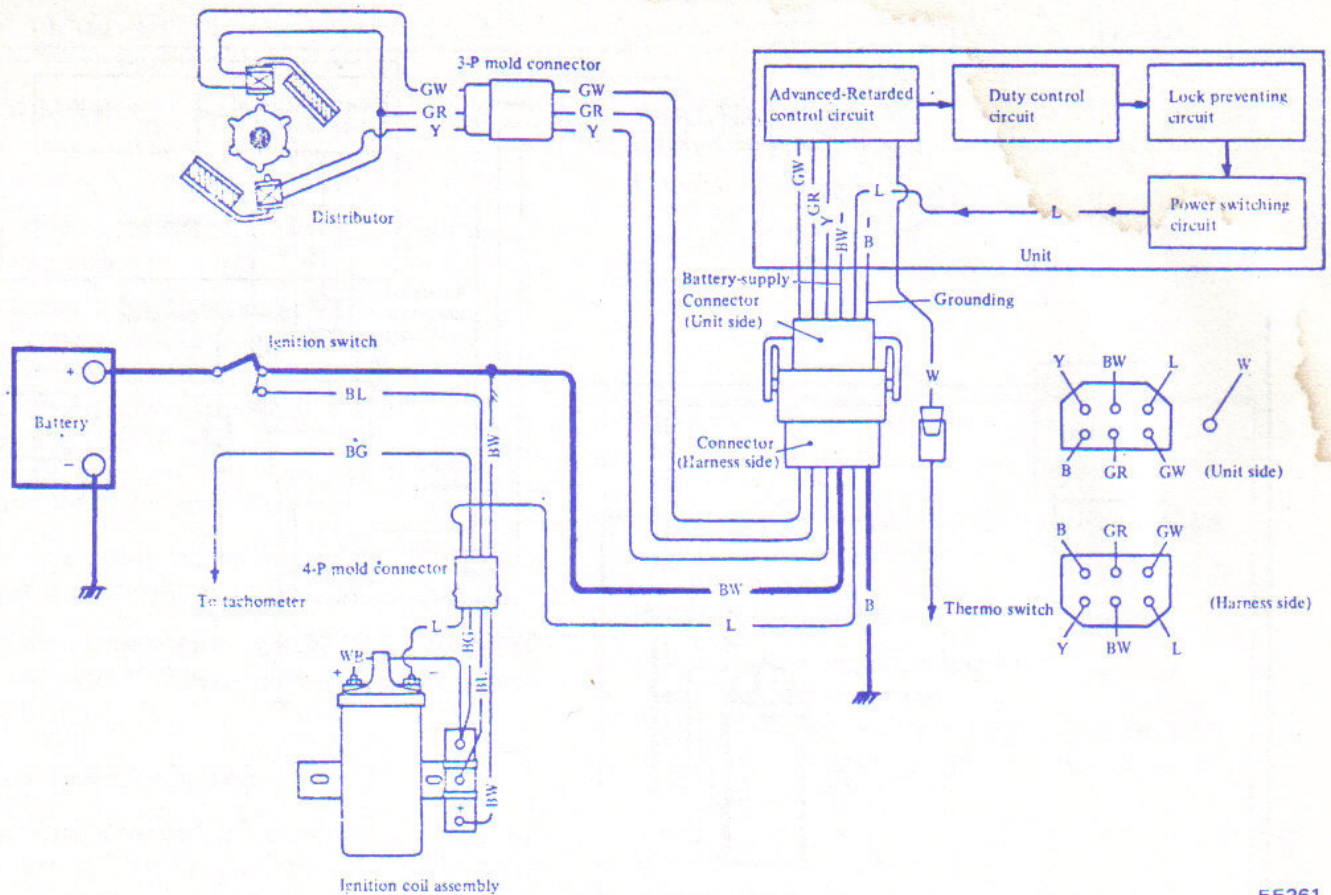 3-P mold connector
GW
GR
Y
GW
GR
Y
Distributor
Advanced-Retarded
control circuit
Duty control
circuit
Lock preventing
circuit
Power switching
circuit
L
L
Unit
GW
GR
Y
BW
B
Battery-supply
Connector
(Unit side)
Grounding
Ignition switch
+
Battery
-
BL
BG
BW
W
Connector
(Harness side)
Y
BW
L
W
B
GR
GW
(Unit side)
B
GR
GW
(Harness side)
Y
BW
L
4-P mold connector
To tachometer
BW
L
B
Thermo switch
L
BG
WB
+
-
BL
BW
+
Ignition coil assembly
EE261